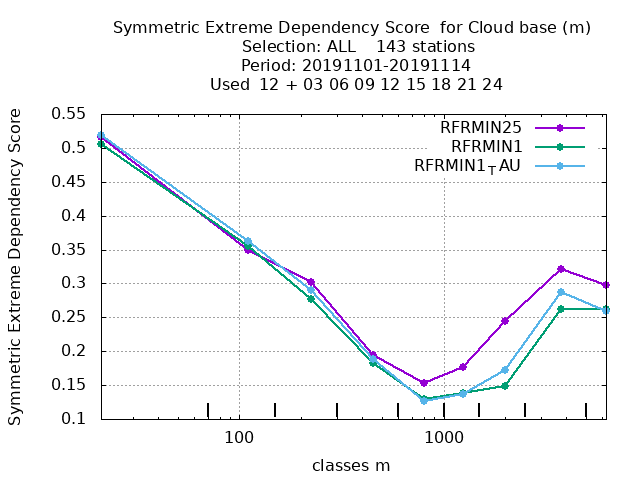 Symmetric Extreme Dependency Score  for Cloud base (m)
Selection: ALL    143 stations
Period: 20191101-20191114
Used  12 + 03 06 09 12 15 18 21 24
Symmetric Extreme Dependency Score
0.55
0.5
0.45
0.4
0.35
0.3
0.25
0.2
0.15
0.1
RFRMIN25
RFRMIN1
RFRMIN1TAU
100 1000
classes m